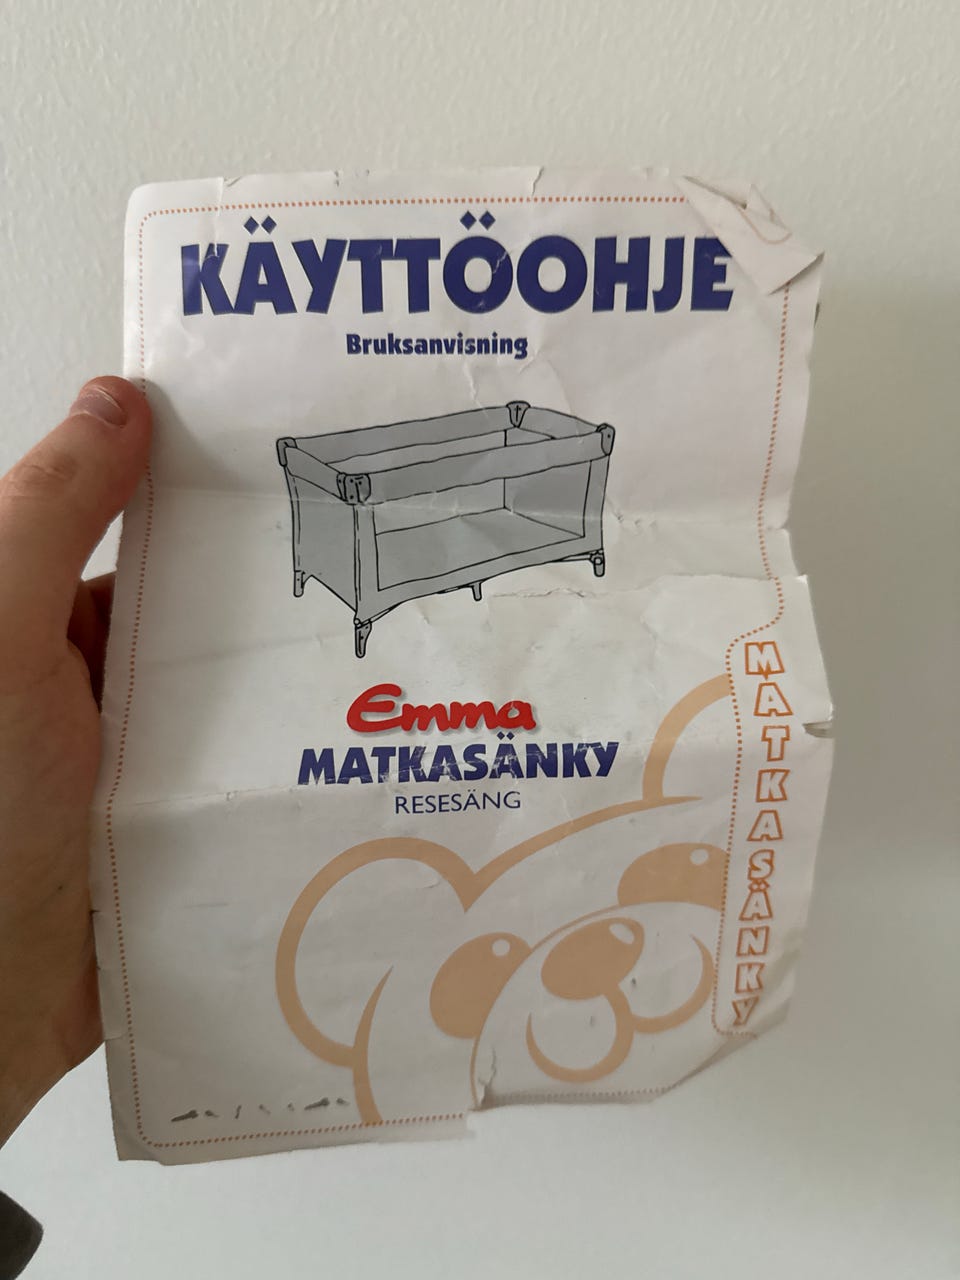 KÄYTTÖOHJE
Bruksanvisning
Emma
MATKASÄNKY
RESESÄNG
MATKASÄNKY